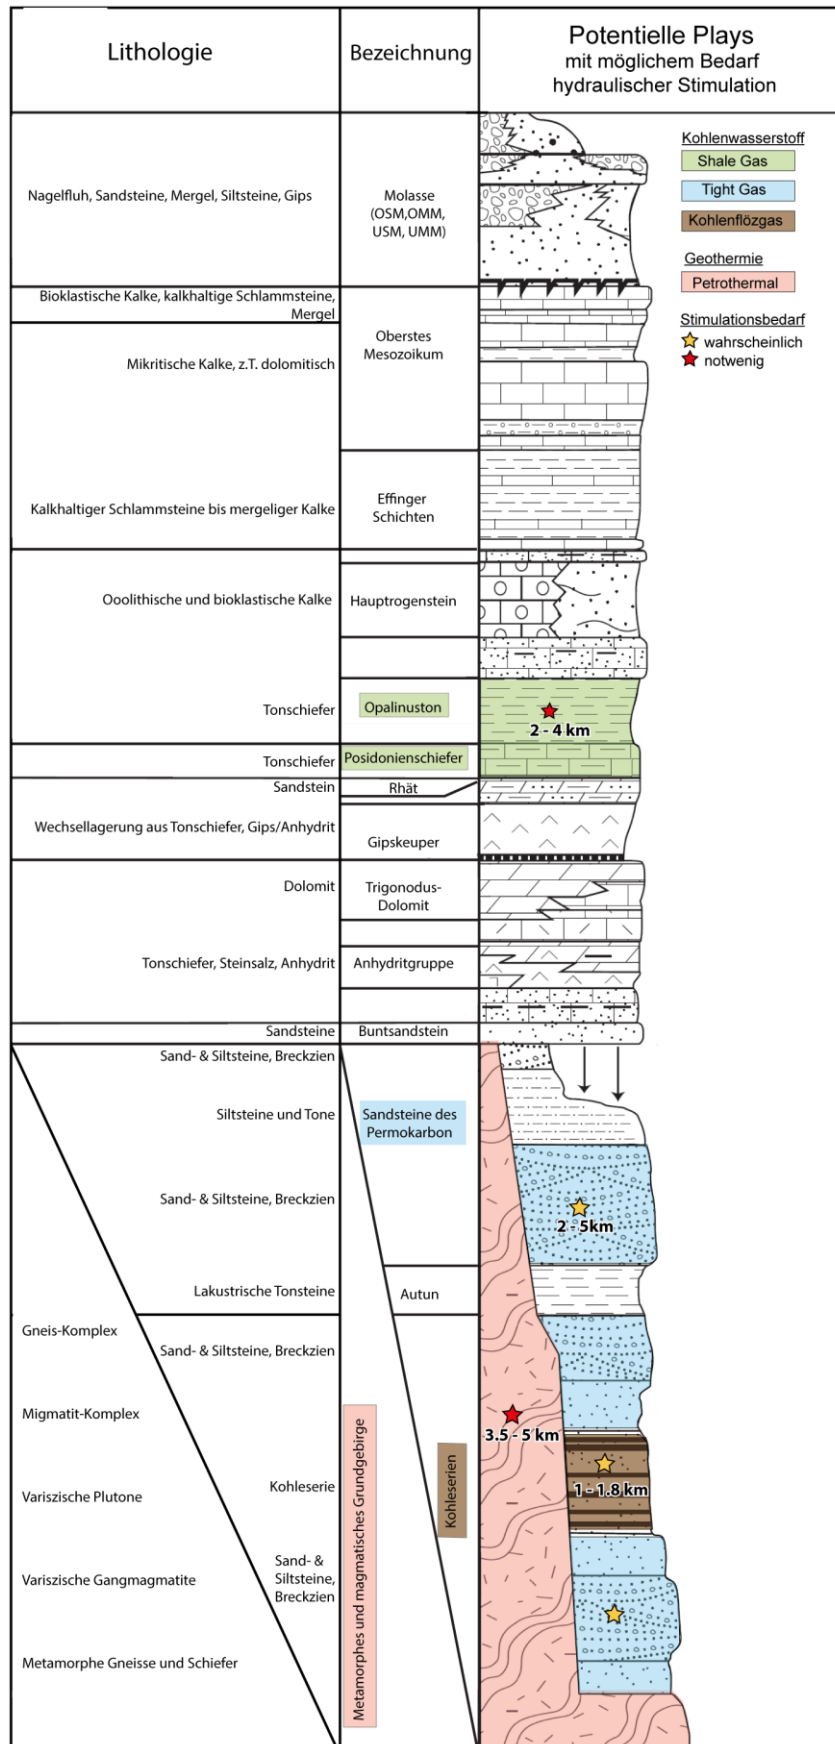 Lithologie
Bezeichnung
Potentielle Plays
mit möglichem Bedarf
hydraulischer Stimulation
Kohlenwasserstoff
Shale Gas
Tight Gas
Kohlenflözgas
Geothermie
Petrothermal
Stimulationsbedarf
wahrscheinlich
notwenig
Nagelfluh, Sandsteine, Mergel, Siltsteine, Gips
Molasse
(OSM,OMM,
USM, UMM)
Bioklastische Kalke, kalkhaltige Schlammsteine,
Mergel
Oberstes
Mesozoikum
Mikritische Kalke, z.T. dolomitisch
Effinger
Schichten
Kalkhaltiger Schlammsteine bis mergeliger Kalke
Ooolithische und bioklastische Kalke
Hauptrogenstein
Tonschiefer
Opalinuston
2 - 4 km
Tonschiefer
Posidonienschiefer
Sandstein
Rhät
Wechsellagerung aus Tonschiefer, Gips/Anhydrit
Gipskeuper
Dolomit
Trigonodus-
Dolomit
Tonschiefer, Steinsalz, Anhydrit
Anhydritgruppe
Sandsteine
Buntsandstein
Sand- & Siltsteine, Breckzien
Siltsteine und Tone
Sandsteine des
Permokarbon
Sand- & Siltsteine, Breckzien
2 - 5km
Lakustrische Tonsteine
Autun
Gneis-Komplex
Sand- & Siltsteine, Breckzien
Migmatit-Komplex
3.5 - 5 km
Metamorphes und magmatisches Grundgebirge
Kohleserien
Kohleserie
1 - 1.8 km
Variszische Plutone
Sand- &
Siltsteine,
Breckzien
Variszische Gangmagmatite
Metamorphe Gneisse und Schiefer